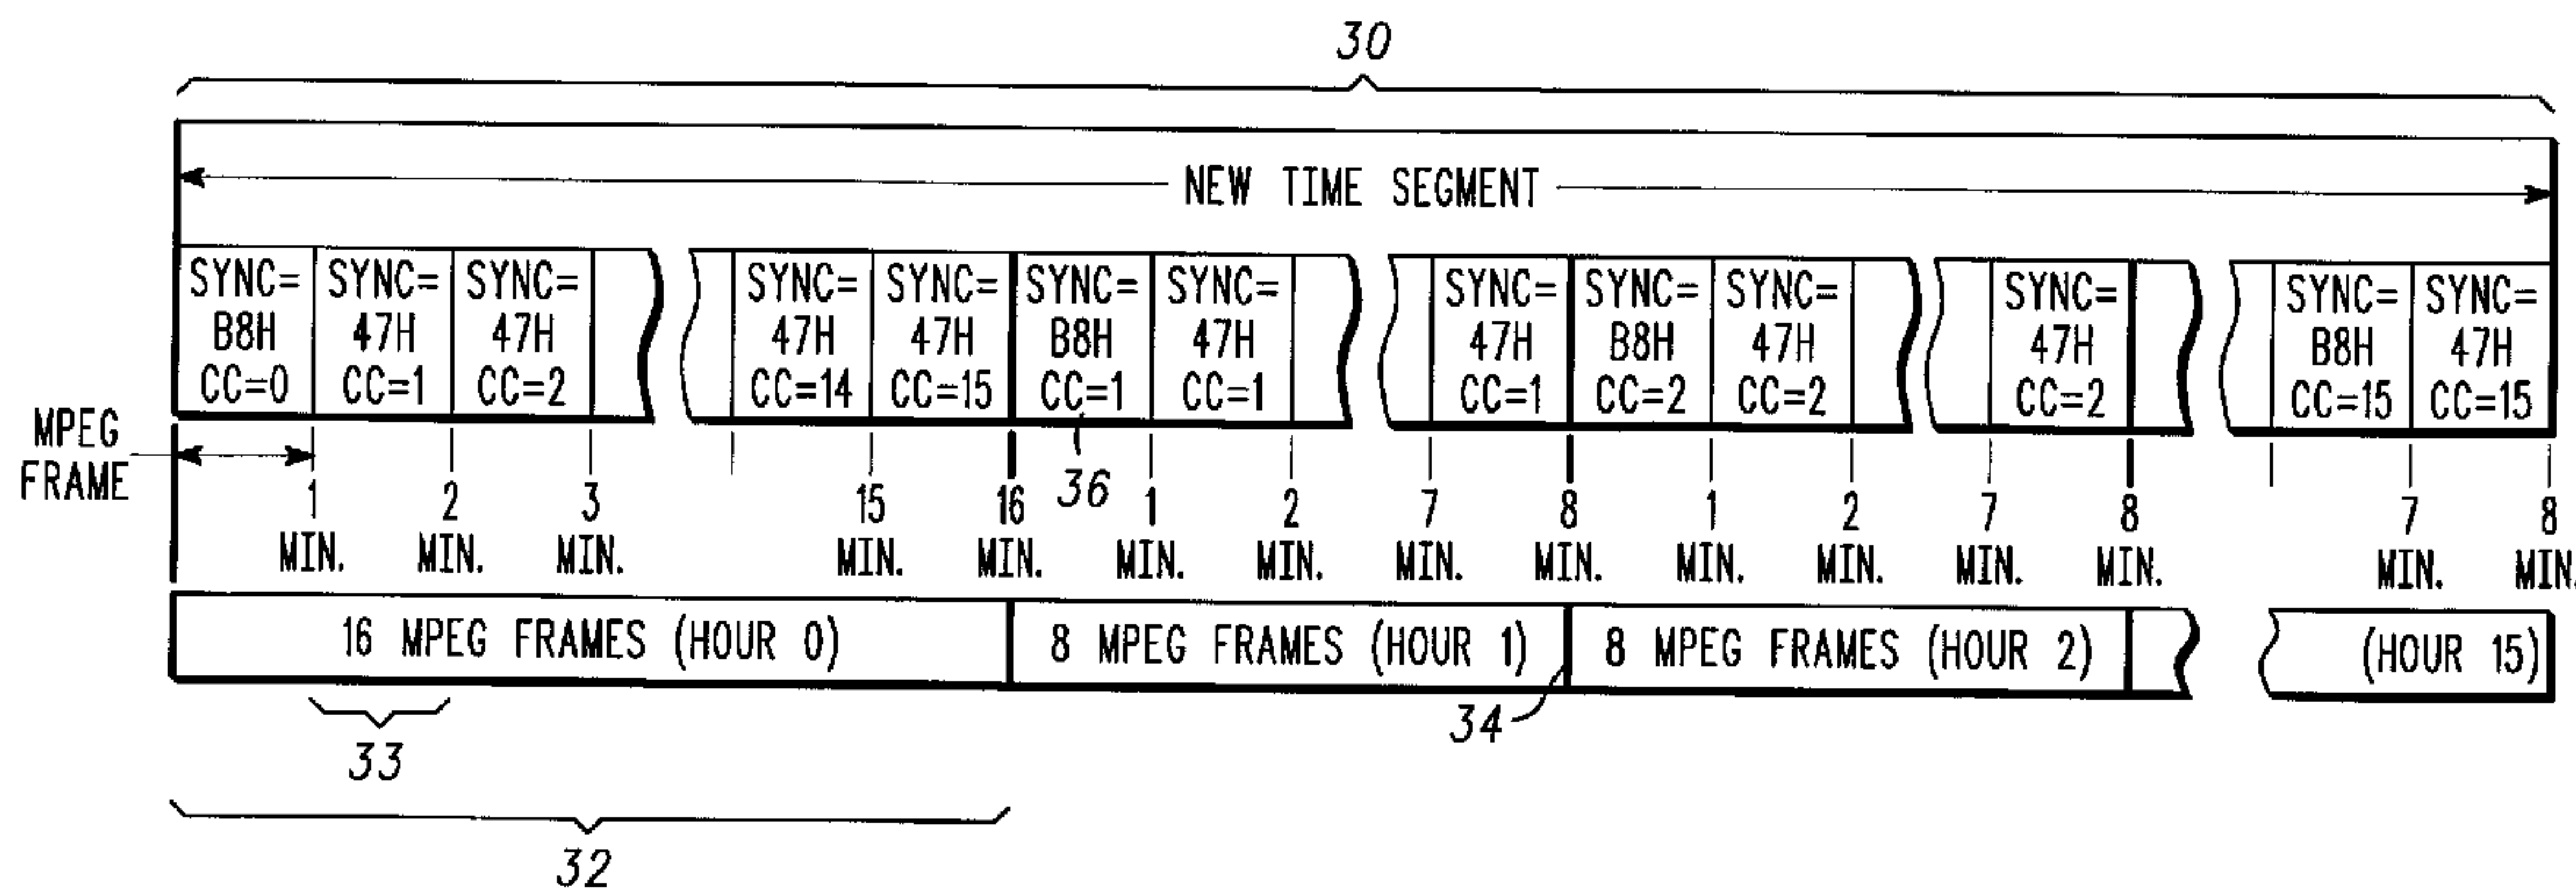 30
NEW TIME SEGMENT
SYNC= B8H CC=0
SYNC= 47H CC=1
SYNC= 47H CC=2
SYNC= 47H CC=14
SYNC= 47H CC=15
SYNC= B8H CC=1
SYNC= 47H CC=1
SYNC= 47H CC=1
SYNC= B8H CC=2
SYNC= 47H CC=2
SYNC= 47H CC=2
SYNC= B8H CC=15
SYNC= 47H CC=15
MPEG FRAME
1 MIN.
2 MIN.
3 MIN.
15 MIN.
16 MIN.
36
1 MIN.
2 MIN.
7 MIN.
8 MIN.
1 MIN.
2 MIN.
7 MIN.
8 MIN.
7 MIN.
8 MIN.
16 MPEG FRAMES (HOUR 0)
8 MPEG FRAMES (HOUR 1)
8 MPEG FRAMES (HOUR 2)
(HOUR 15)
33
34
32